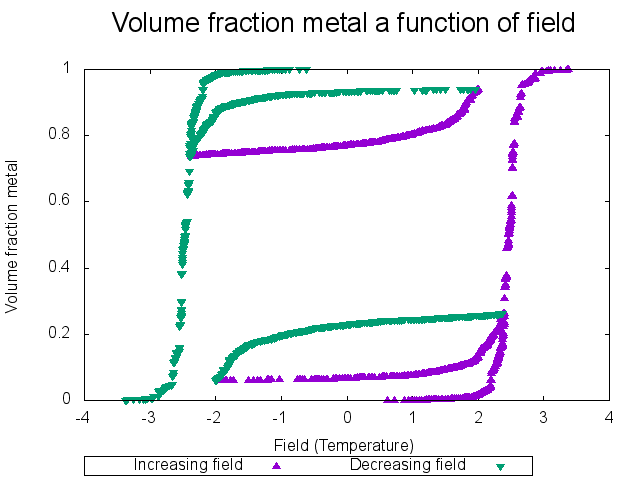 Volume fraction metal a function of field
Volume fraction metal
1
0.8
0.6
0.4
0.2
0
-4 -3 -2 -1 0 1 2 3 4
Field (Temperature)
Increasing field Decreasing field